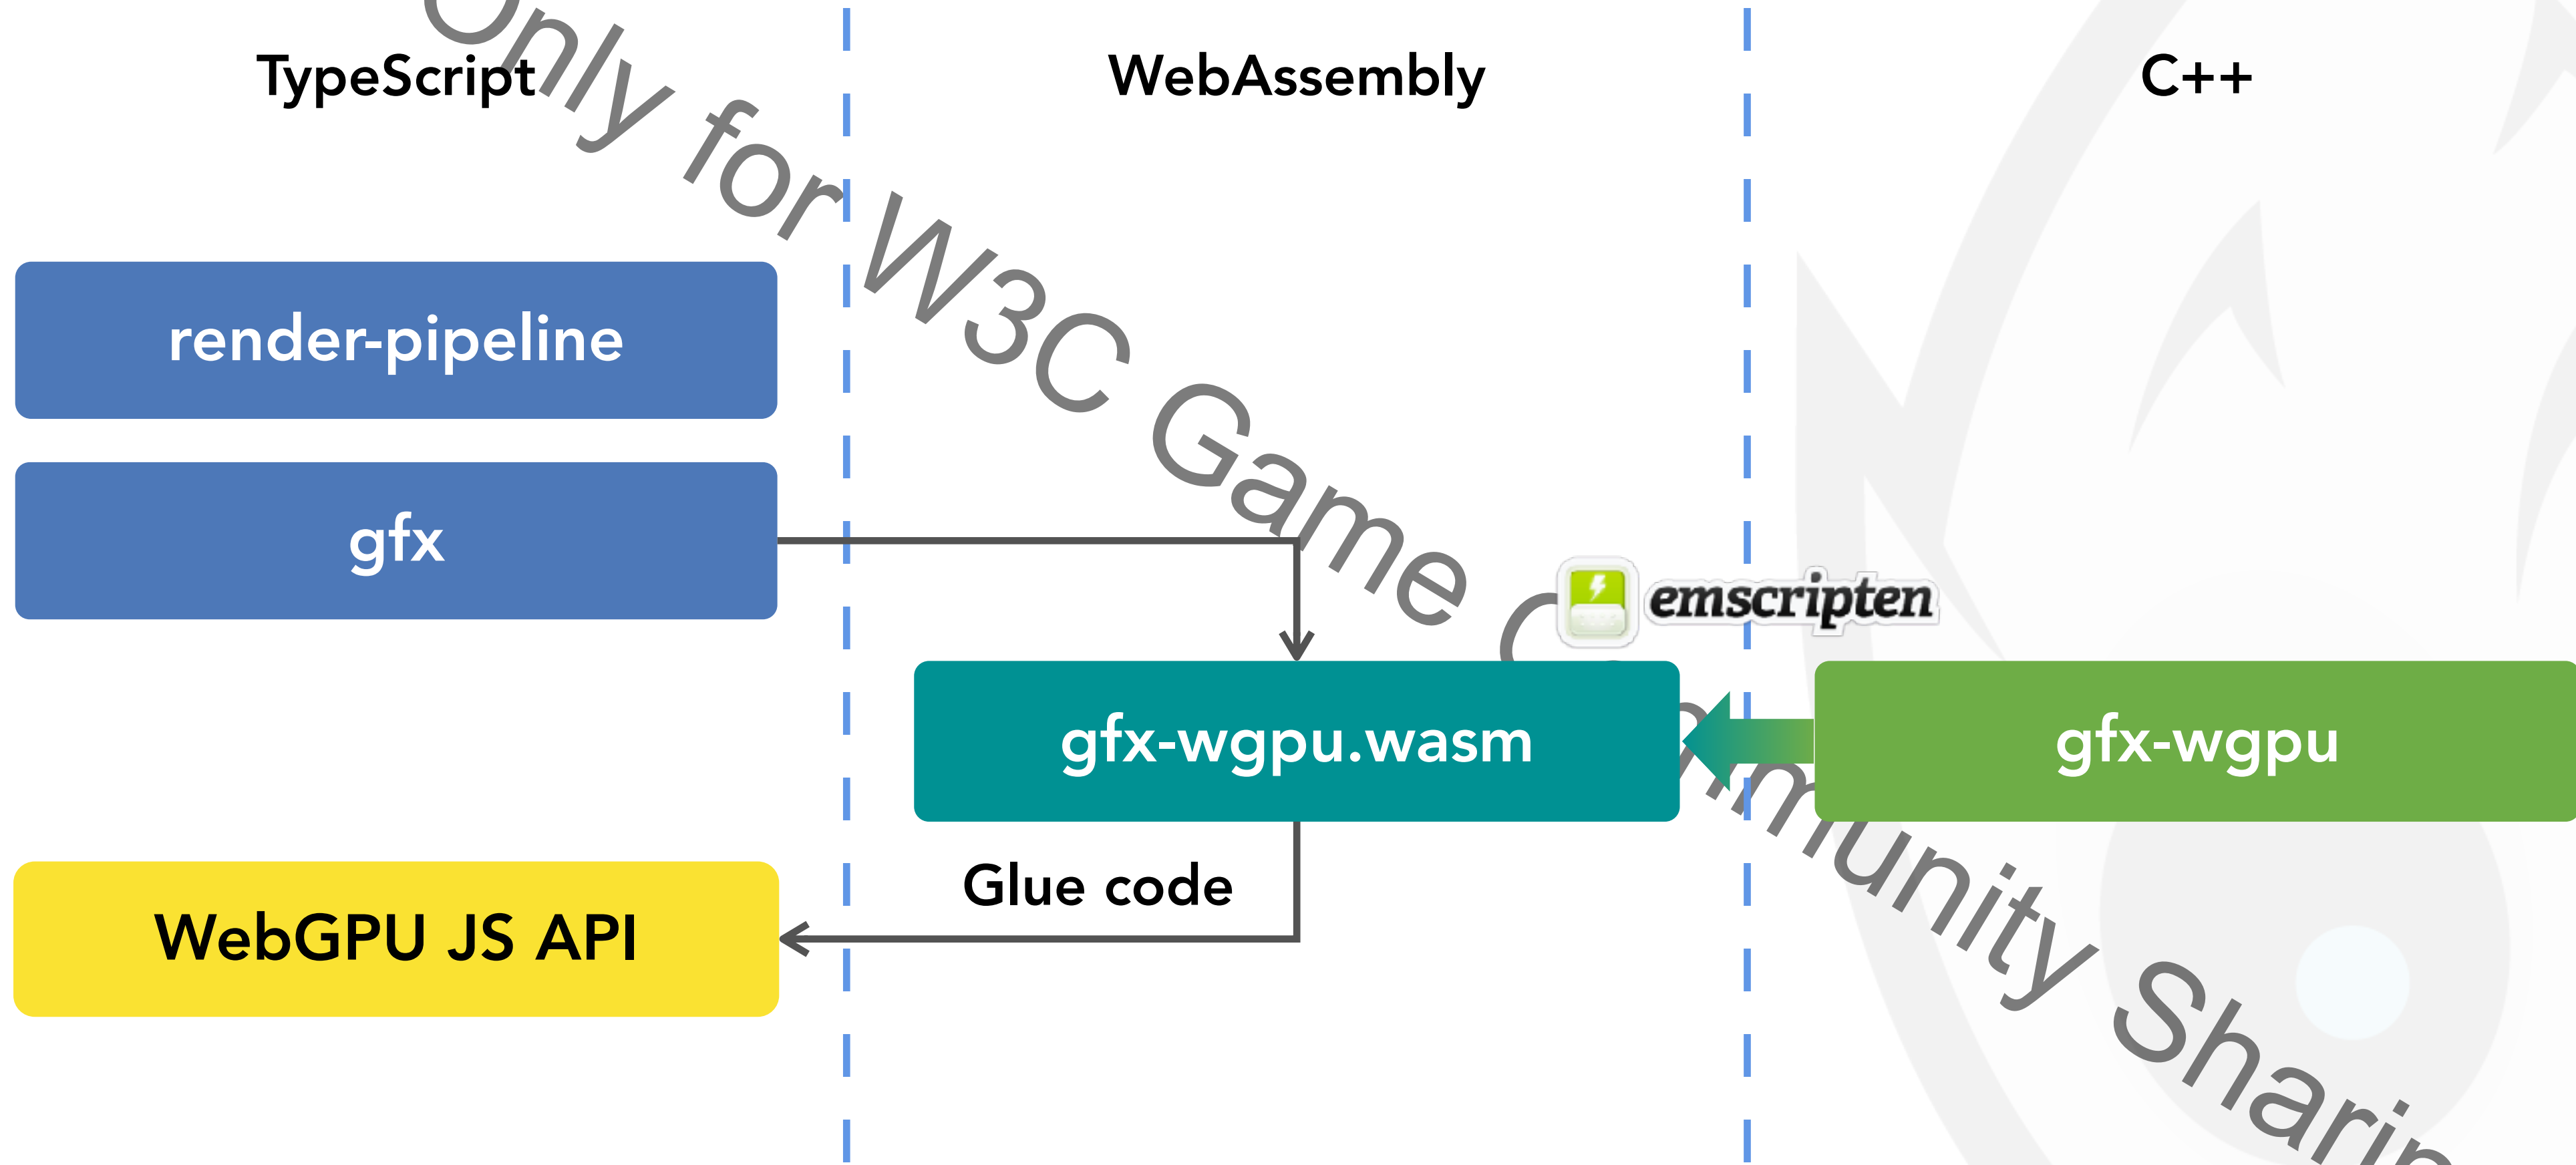 TypeScript
WebAssembly
C++
render-pipeline
gfx
emscripten
gfx-wgpu.wasm
gfx-wgpu
Glue code
WebGPU JS API
Only for W3C Game Community Sharin